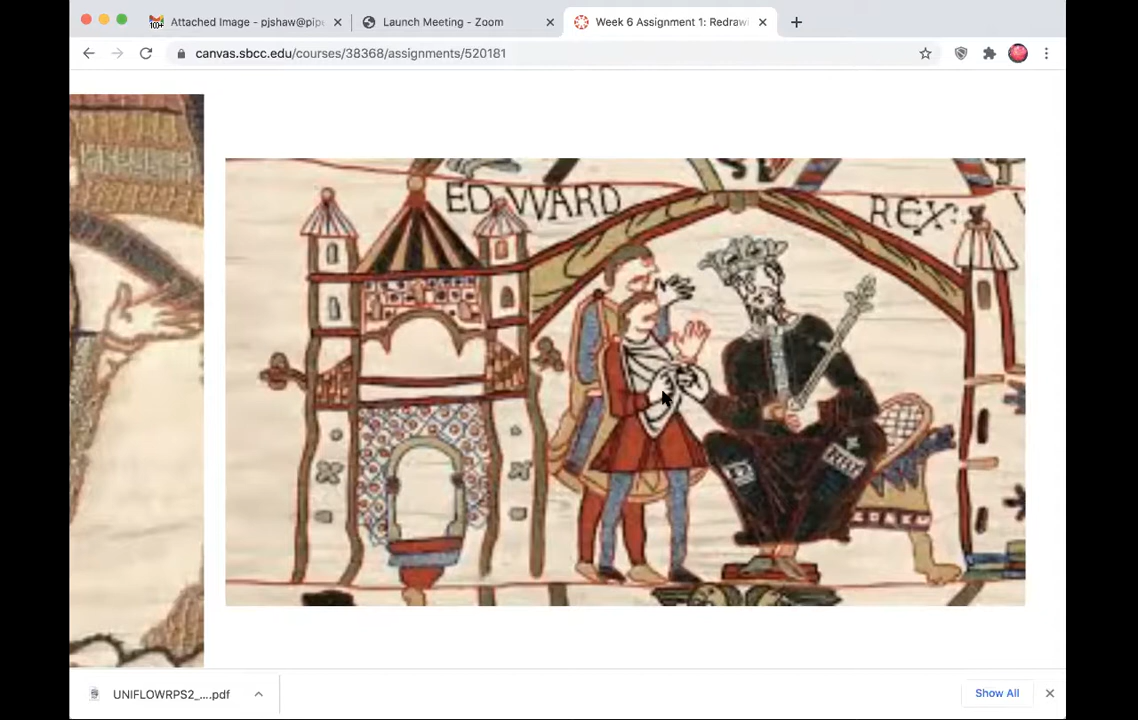 Attached Image - pjshaw@pip
Launch Meeting - Zoom
Week 6 Assignment 1: Redraw
canvas.sbcc.edu/courses/38368/assignments/520181
EDWARD REX:
UNIFLOWRPS2_....pdf
Show All